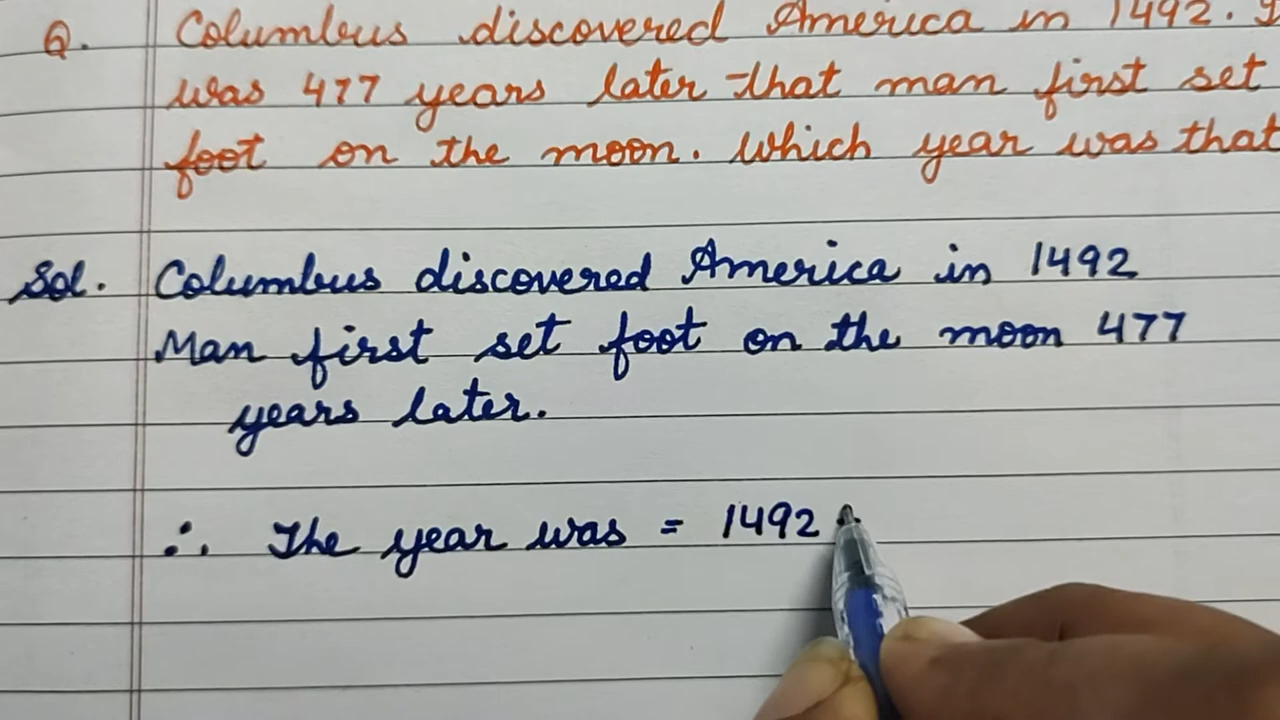 Q. Columbus discovered America in 1492.
was 477 years later that man first set
foot on the moon. Which year was that
Sol. Columbus discovered America in 1492
Man first set foot on the moon 477
years later.
∴ The year was = 1492